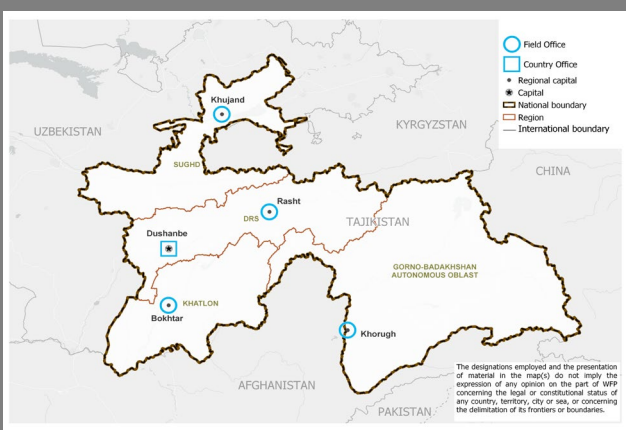 Field Office
Country Office
Regional capital
Capital
National boundary
Region
International boundary
Khujand
UZBEKISTAN
KYRGYZSTAN
SUGHD
CHINA
Rasht
DRS
TAJIKISTAN
Dushanbe
GORNO-BADAKHSHAN
AUTONOMOUS OBLAST
KHATLON
Bokhtar
Khorugh
AFGHANISTAN
PAKISTAN
The designations employed and the presentation
of material in the map(s) do not imply the
expression of any opinion on the part of WFP
concerning the legal or constitutional status of
any country, territory, city or sea, or concerning
the delimitation of its frontiers or boundaries.